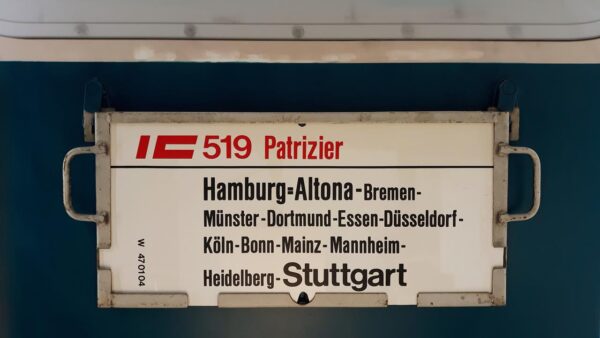 IC 519 Patrizier
Hamburg=Altona-Bremen-
Münster-Dortmund-Essen-Düsseldorf-
Köln-Bonn-Mainz-Mannheim-
Heidelberg-Stuttgart
W 470104